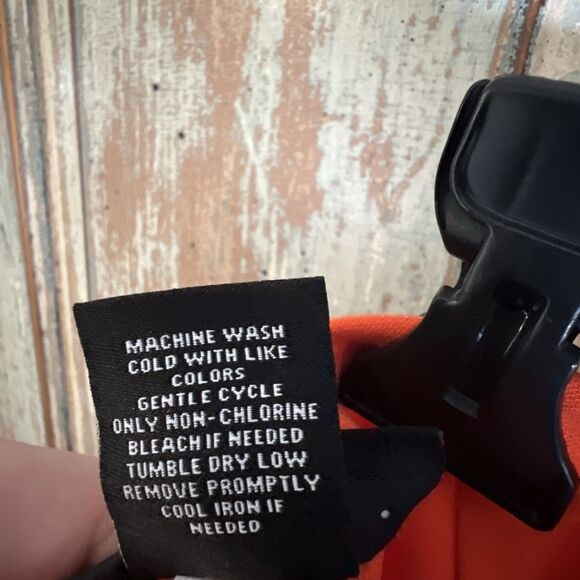 MACHINE WASH
COLD WITH LIKE
COLORS
GENTLE CYCLE
ONLY NON-CHLORINE
BLEACH IF NEEDED
TUMBLE DRY LOW
REMOVE PROMPTLY
COOL IRON IF
NEEDED